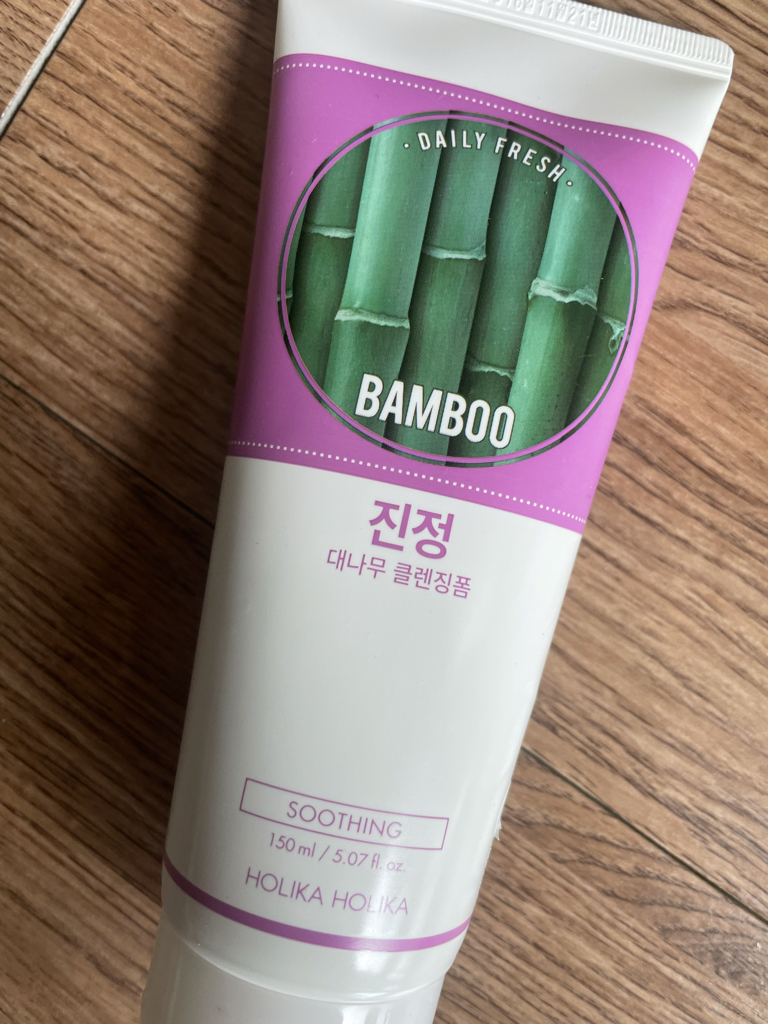 · DAILY FRESH ·
BAMBOO
진정
대나무 클렌징폼
SOOTHING
150 ml / 5.07 fl. oz.
HOLIKA HOLIKA